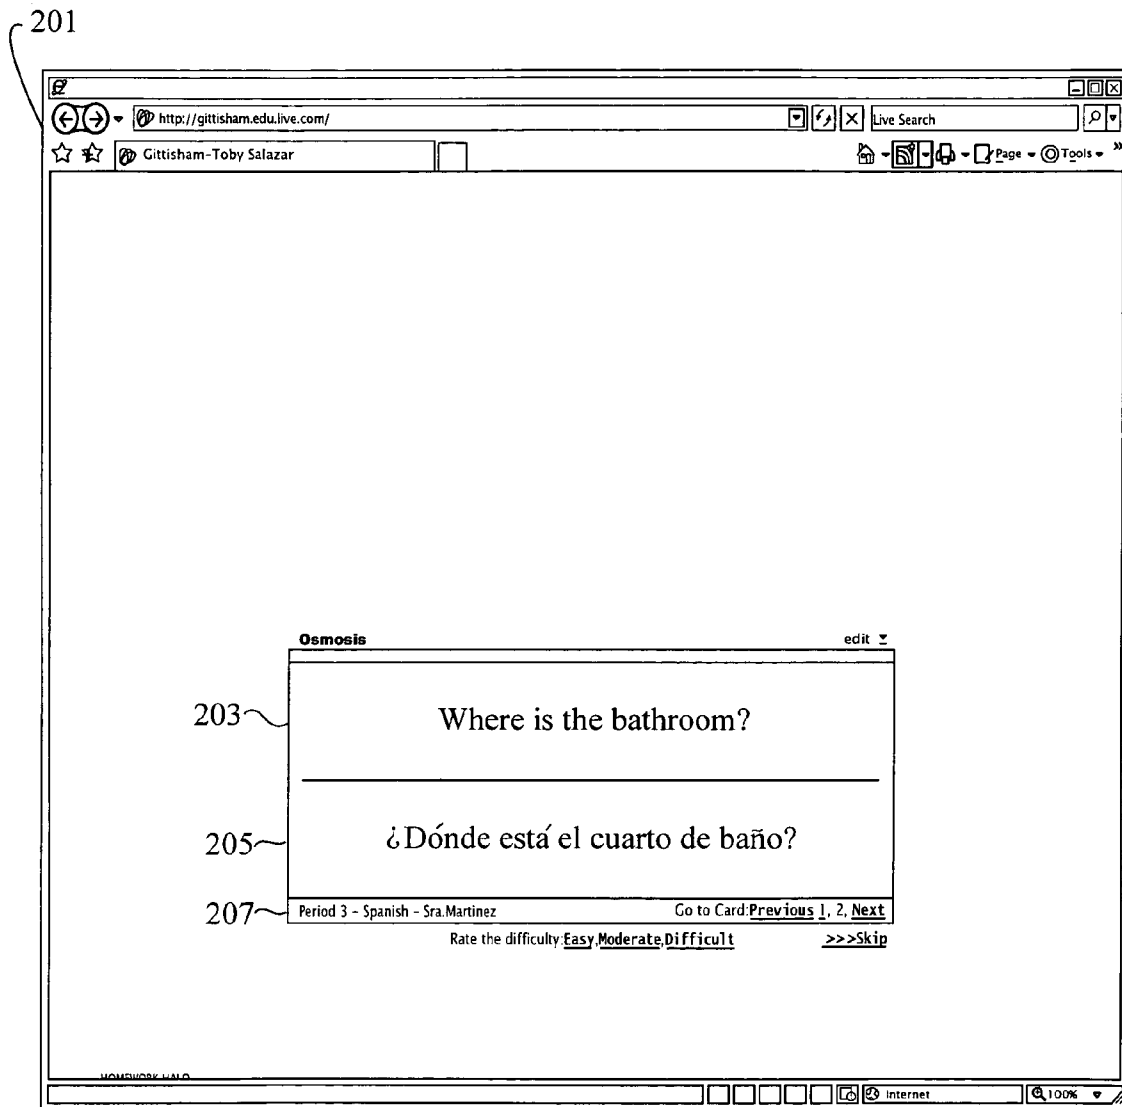 201
http://gittisham.edu.live.com/
Live Search
Gittisham-Toby Salazar
Page
Tools
»
Osmosis
edit
203
Where is the bathroom?
205
¿Dónde está el cuarto de baño?
207
Period 3 - Spanish - Sra.Martinez
Go to Card:Previous 1, 2, Next
Rate the difficulty:Easy,Moderate,Difficult
>>>Skip
HOMEWORK HALO
Internet
100%